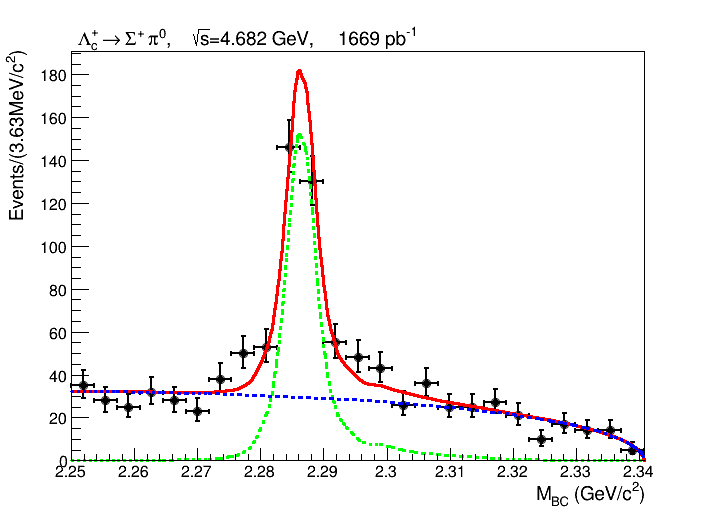 Λc+ → Σ+ π0, √s=4.682 GeV, 1669 pb-1
Events/(3.63MeV/c2)
180
160
140
120
100
80
60
40
20
0
2.25 2.26 2.27 2.28 2.29 2.3 2.31 2.32 2.33 2.34
MBC (GeV/c2)